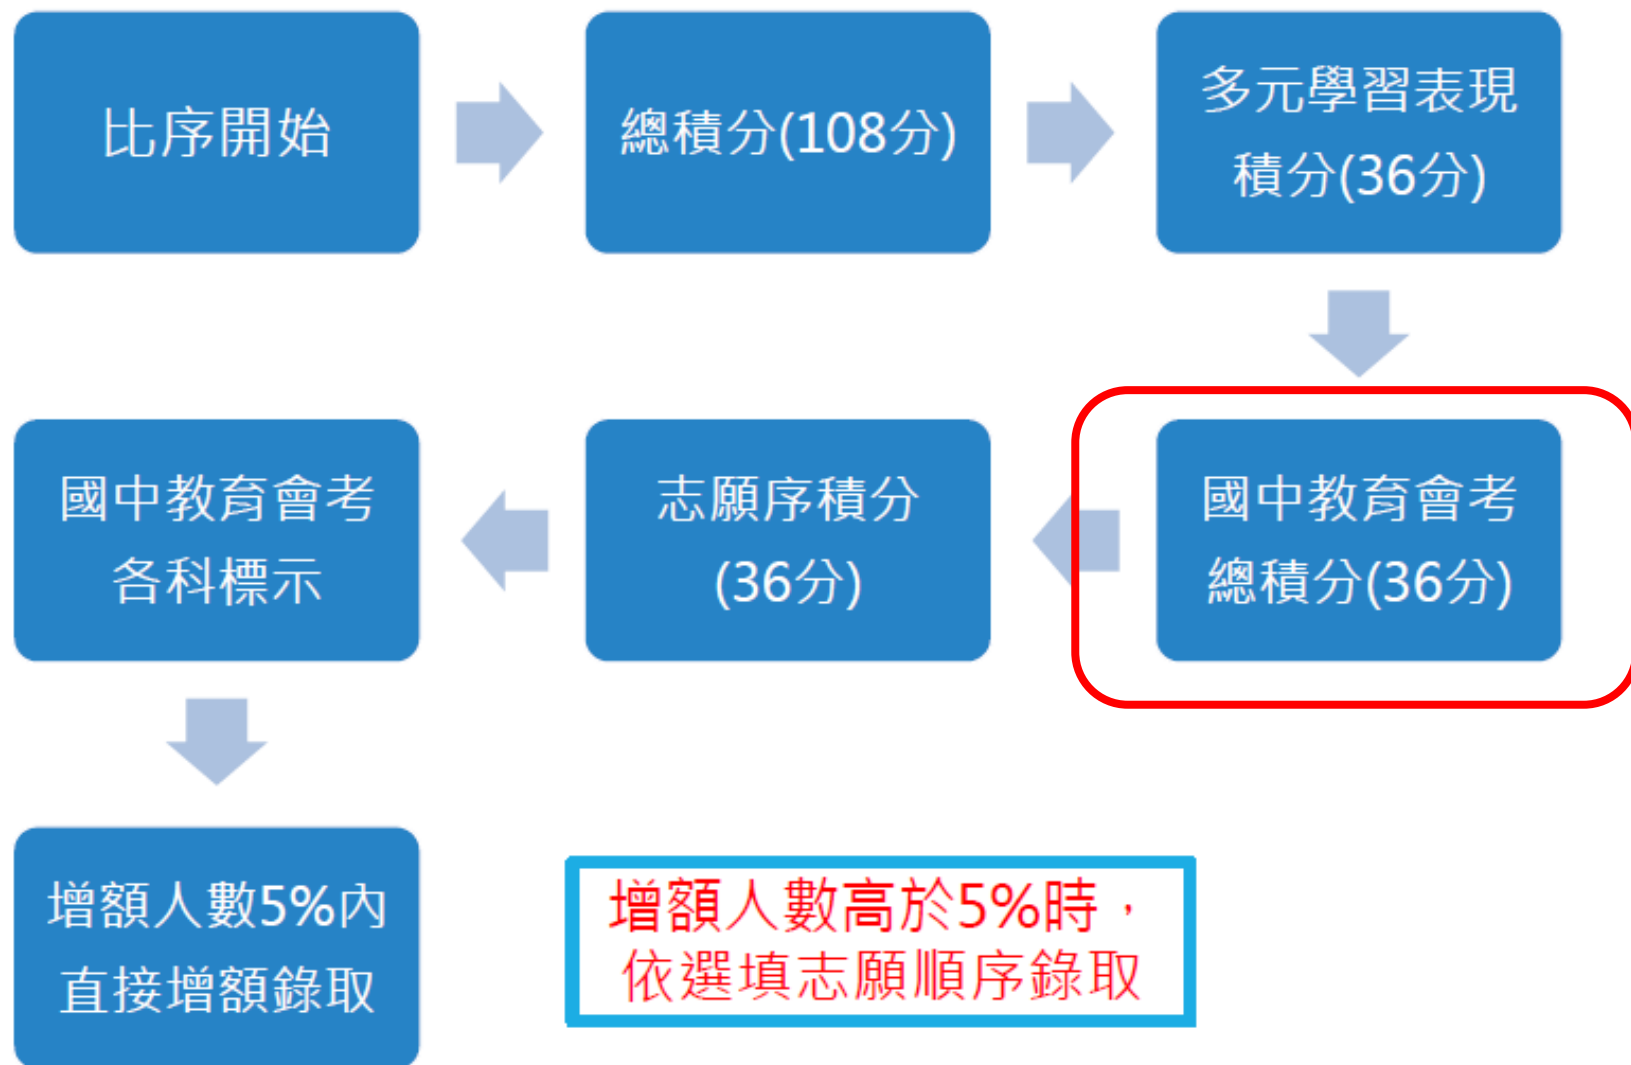 比序開始
總積分(108分)
多元學習表現
積分(36分)
國中教育會考
總積分(36分)
志願序積分
(36分)
國中教育會考
各科標示
增額人數5%內
直接增額錄取
增額人數高於5%時，
依選填志願順序錄取